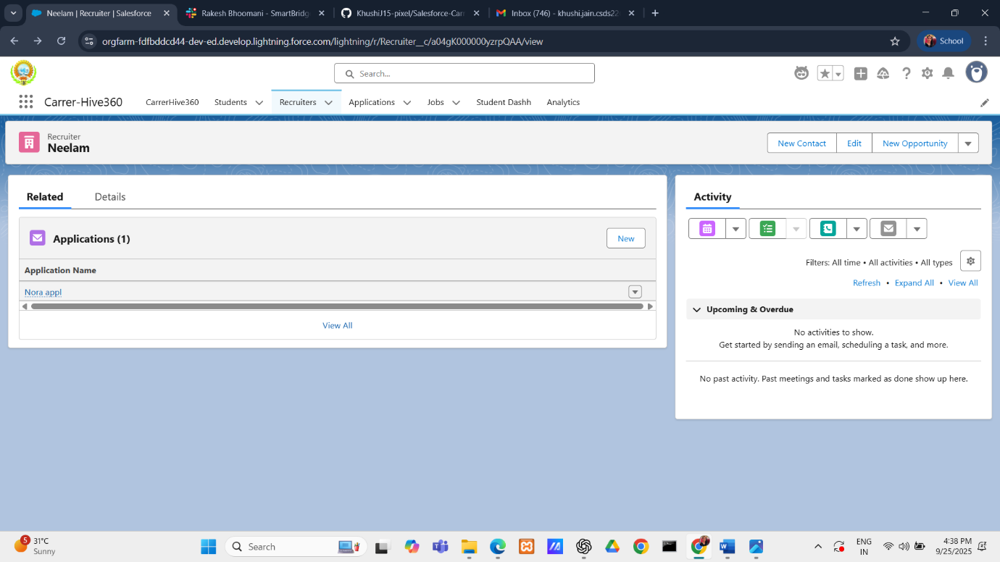 Neelam | Recruiter | Salesforce
Rakesh Bhoomani - SmartBridg
KhushiJ15-pixel/Salesforce-Carr
Inbox (746) - khushi.jain.csds22
orgfarm-fdfbddcd44-dev-ed.develop.lightning.force.com/lightning/r/Recruiter__c/a04gK000000yzrpQAA/view
School
Search...
Carrer-Hive360
CarrerHive360
Students
Recruiters
Applications
Jobs
Student Dashh
Analytics
Recruiter
Neelam
New Contact
Edit
New Opportunity
Related
Details
Applications (1)
New
Application Name
Nora appl
View All
Activity
Filters: All time • All activities • All types
Refresh • Expand All • View All
Upcoming & Overdue
No activities to show.
Get started by sending an email, scheduling a task, and more.
No past activity. Past meetings and tasks marked as done show up here.
5
31°C
Sunny
Search
ENG
IN
4:38 PM
9/25/2025